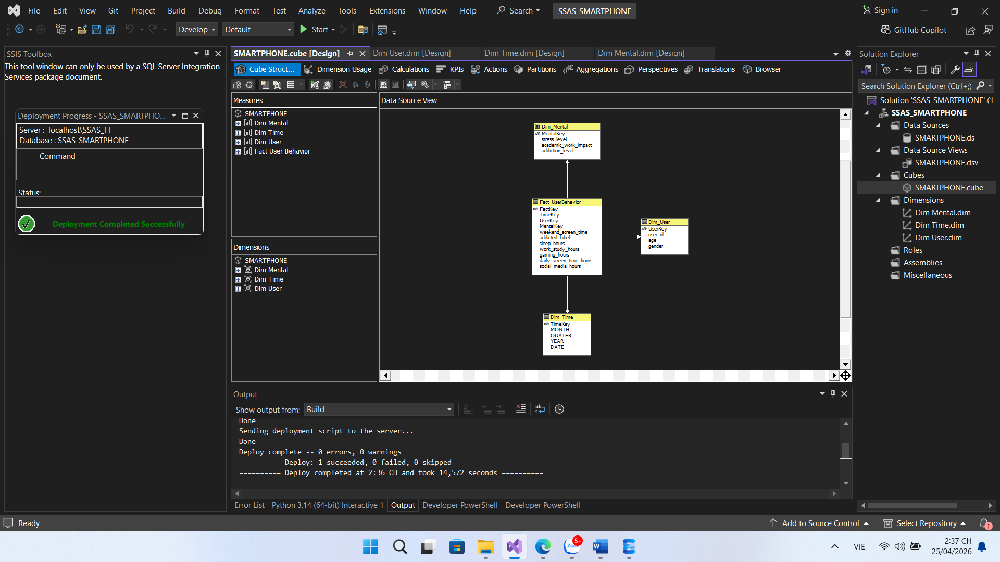 File Edit View Git Project Build Debug Format Test Analyze Tools Extensions Window Help Search SSAS_SMARTPHONE Sign in
Develop Default Start GitHub Copilot
SSIS Toolbox
This tool window can only be used by a SQL Server Integration
Services package document.
Deployment Progress - SSAS_SMARTPHO...
Server : localhost\SSAS_TT
Database : SSAS_SMARTPHONE
Command
Status:
Deployment Completed Successfully
SMARTPHONE.cube [Design] Dim User.dim [Design] Dim Time.dim [Design] Dim Mental.dim [Design]
Cube Struct... Dimension Usage Calculations KPIs Actions Partitions Aggregations Perspectives Translations Browser
Measures
SMARTPHONE
Dim Mental
Dim Time
Dim User
Fact User Behavior
Dimensions
SMARTPHONE
Dim Mental
Dim Time
Dim User
Data Source View
Dim_Mental
MentalKey
stress_level
academic_work_impact
addiction_level
Fact_UserBehavior
FactKey
TimeKey
UserKey
MentalKey
weekend_screen_time
addicted_label
sleep_hours
work_study_hours
gaming_hours
daily_screen_time_hours
social_media_hours
Dim_User
UserKey
user_id
age
gender
Dim_Time
TimeKey
MONTH
QUATER
YEAR
DATE
Output
Show output from: Build
Done
Sending deployment script to the server...
Done
Deploy complete -- 0 errors, 0 warnings
========== Deploy: 1 succeeded, 0 failed, 0 skipped ==========
========== Deploy completed at 2:36 CH and took 14,572 seconds ==========
Error List Python 3.14 (64-bit) Interactive 1 Output Developer PowerShell Developer PowerShell
Solution Explorer
Search Solution Explorer (Ctrl+;)
Solution 'SSAS_SMARTPHONE' (1
SSAS_SMARTPHONE
Data Sources
SMARTPHONE.ds
Data Source Views
SMARTPHONE.dsv
Cubes
SMARTPHONE.cube
Dimensions
Dim Mental.dim
Dim Time.dim
Dim User.dim
Roles
Assemblies
Miscellaneous
Ready Add to Source Control Select Repository 1
Zalo 5+ W
VIE
2:37 CH
25/04/2026